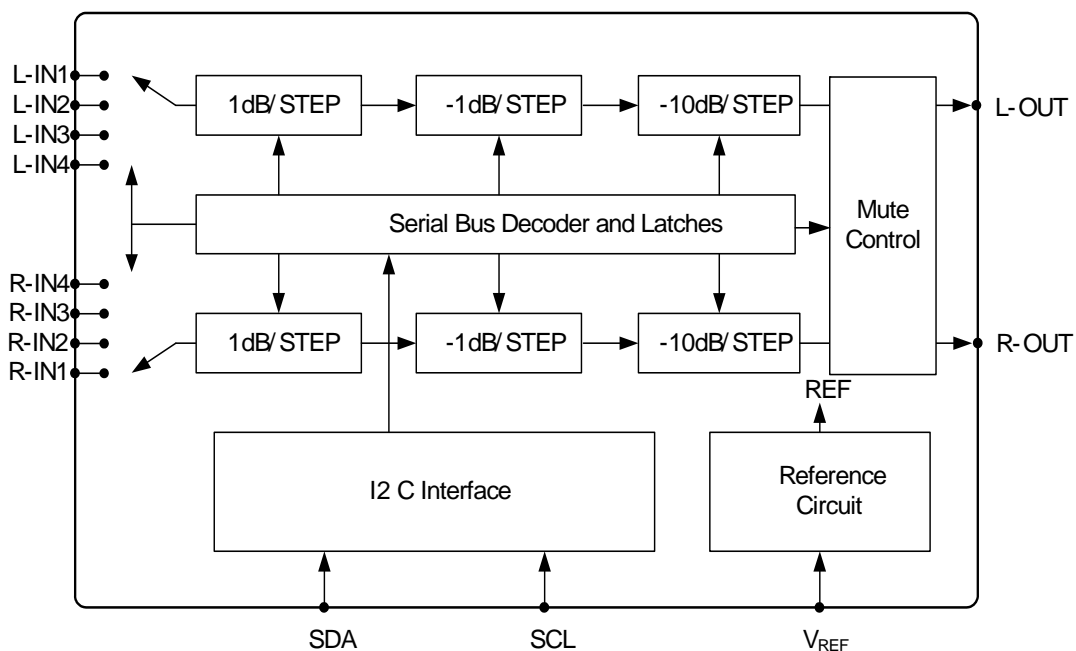 L-IN1
L-IN2
L-IN3
L-IN4
1dB/STEP
-1dB/STEP
-10dB/STEP
L-OUT
Serial Bus Decoder and Latches
Mute
Control
R-IN4
R-IN3
R-IN2
R-IN1
1dB/STEP
-1dB/STEP
-10dB/STEP
R-OUT
REF
I2 C Interface
Reference
Circuit
SDA
SCL
VREF